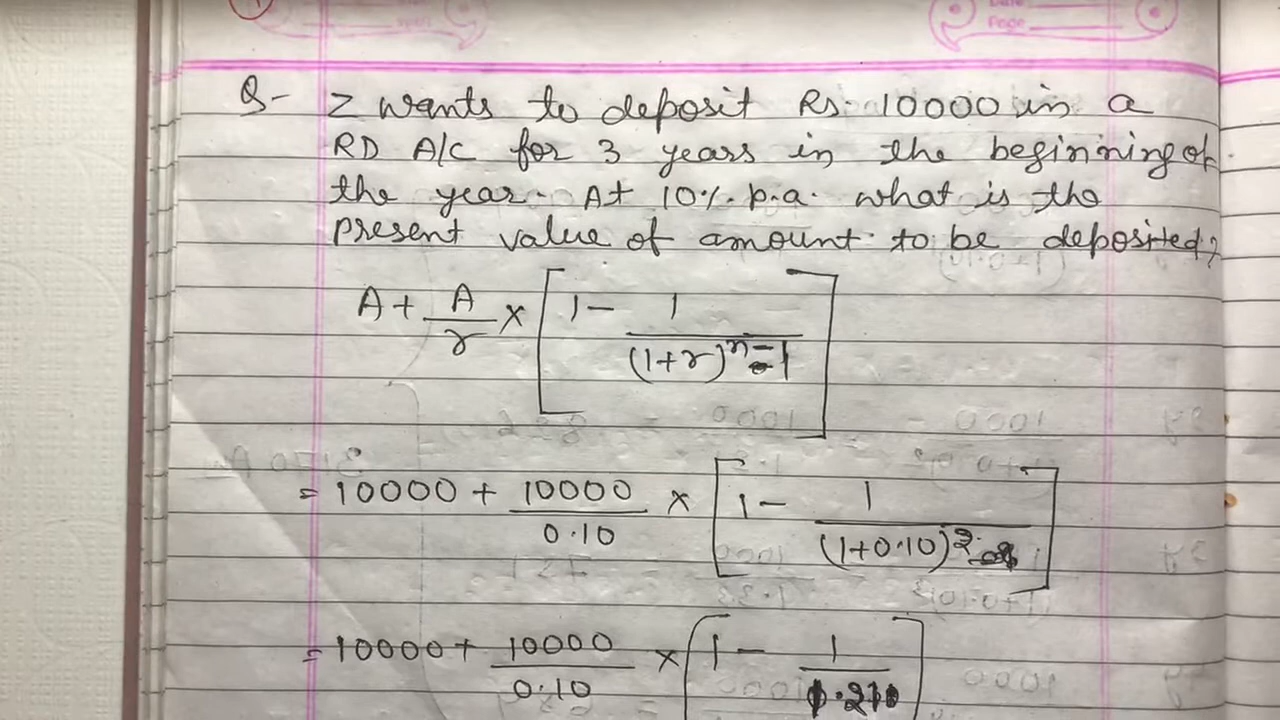 Q- Z wants to deposit Rs. 10000 in a
RD A/C for 3 years in the beginning of
the year. At 10%. p.a. what is the
present value of amount to be deposited?
A + A/r × [1 - 1/(1+r)^n-1]
= 10000 + 10000/0.10 × [1 - 1/(1+0.10)^2]
= 10000 + 10000/0.10 × [1 - 1/1.210]